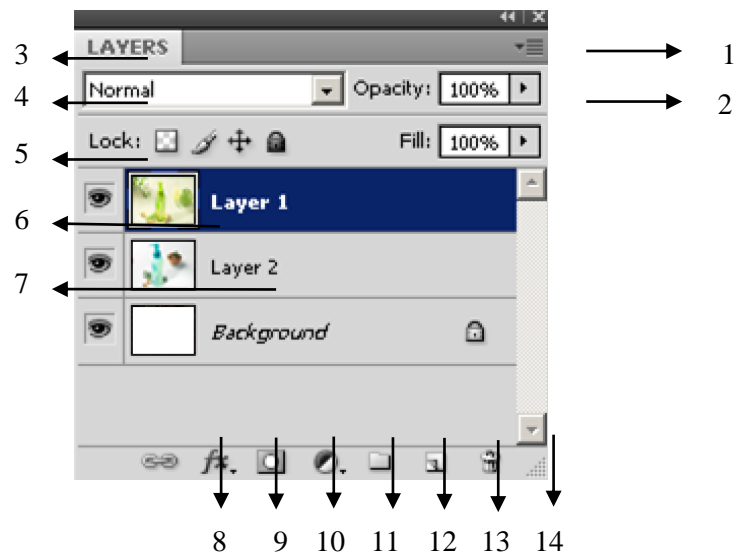 3 LAYERS 1
4 Normal Opacity: 100% 2
5 Lock: Fill: 100%
6 Layer 1
7 Layer 2
Background
fx.
8 9 10 11 12 13 14